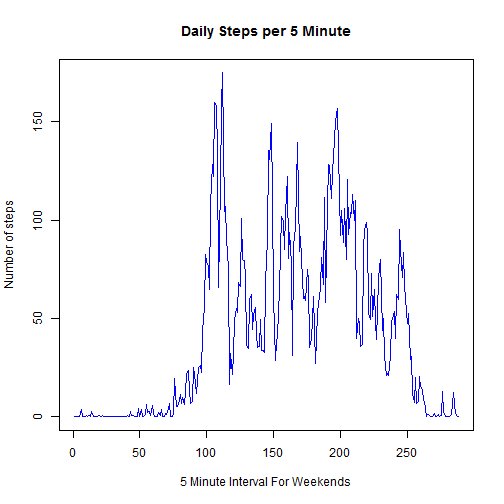 Daily Steps per 5 Minute
Number of steps
150
100
50
0
0 50 100 150 200 250
5 Minute Interval For Weekends